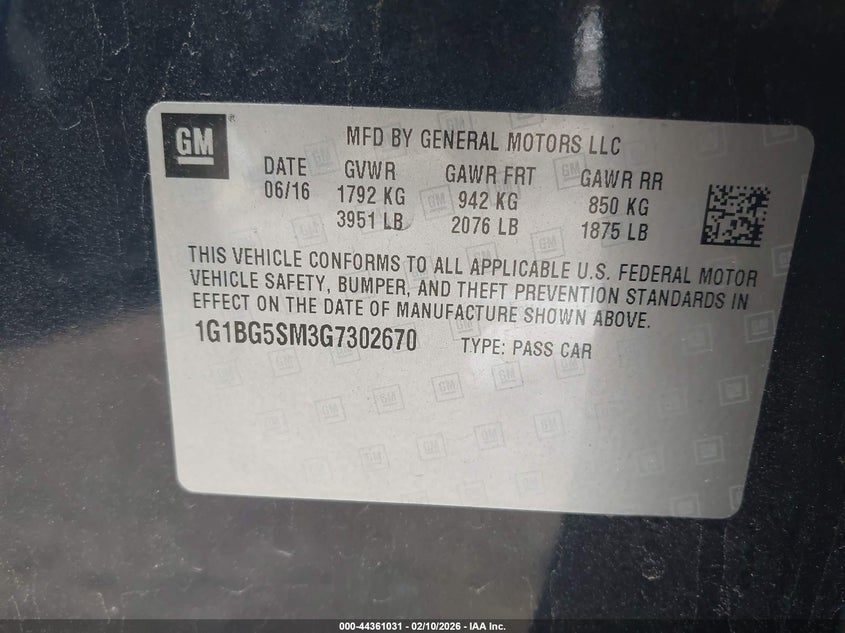 GM ®
MFD BY GENERAL MOTORS LLC
DATE GVWR GAWR FRT GAWR RR
06/16 1792 KG 942 KG 850 KG
3951 LB 2076 LB 1875 LB
THIS VEHICLE CONFORMS TO ALL APPLICABLE U.S. FEDERAL MOTOR
VEHICLE SAFETY, BUMPER, AND THEFT PREVENTION STANDARDS IN
EFFECT ON THE DATE OF MANUFACTURE SHOWN ABOVE.
1G1BG5SM3G7302670 TYPE: PASS CAR
000-44361031 - 02/10/2026 - IAA Inc.